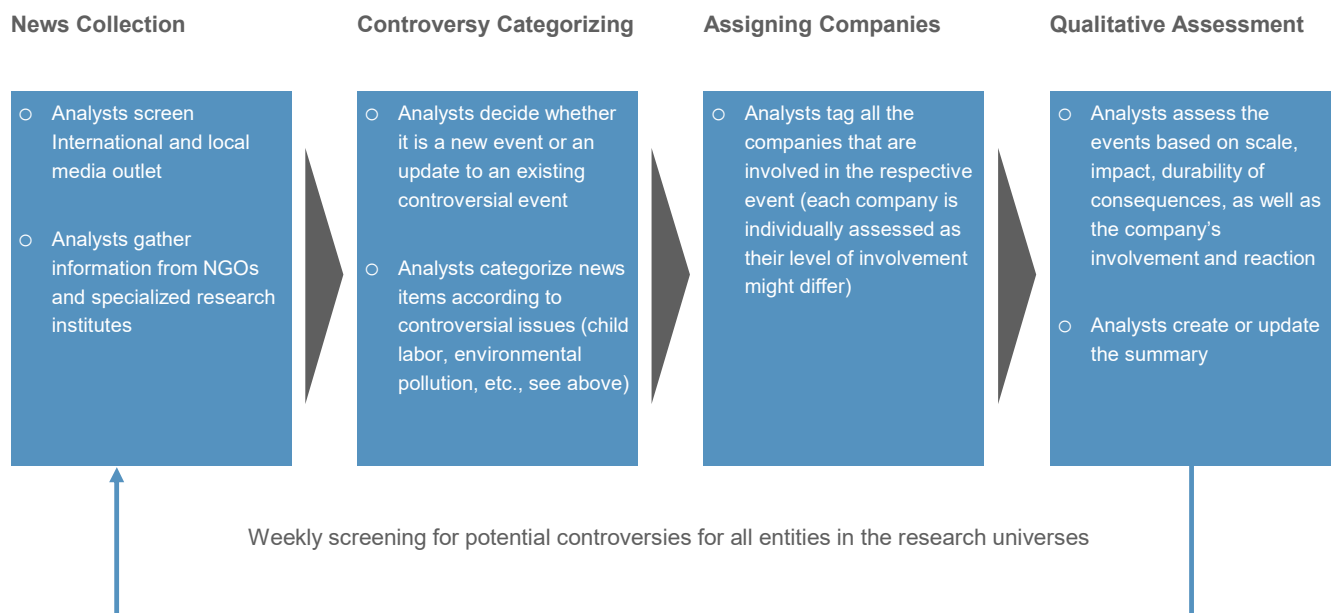 News Collection
Controversy Categorizing
Assigning Companies
Qualitative Assessment
o Analysts screen
International and local
media outlet
o Analysts gather
information from NGOs
and specialized research
institutes
o Analysts decide whether
it is a new event or an
update to an existing
controversial event
o Analysts categorize news
items according to
controversial issues (child
labor, environmental
pollution, etc., see above)
o Analysts tag all the
companies that are
involved in the respective
event (each company is
individually assessed as
their level of involvement
might differ)
o Analysts assess the
events based on scale,
impact, durability of
consequences, as well as
the company’s
involvement and reaction
o Analysts create or update
the summary
Weekly screening for potential controversies for all entities in the research universes